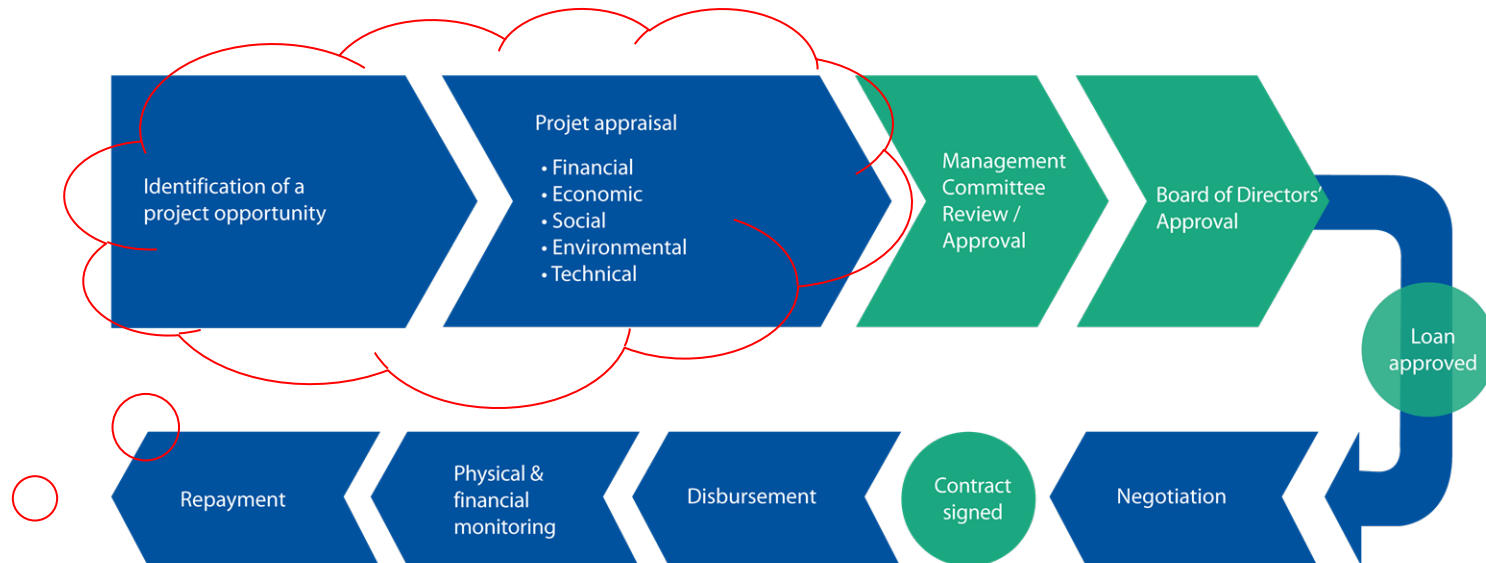 Identification of a
project opportunity
Projet appraisal
• Financial
• Economic
• Social
• Environmental
• Technical
Management
Committee
Review /
Approval
Board of Directors’
Approval
Loan
approved
Negotiation
Contract
signed
Disbursement
Physical &
financial
monitoring
Repayment